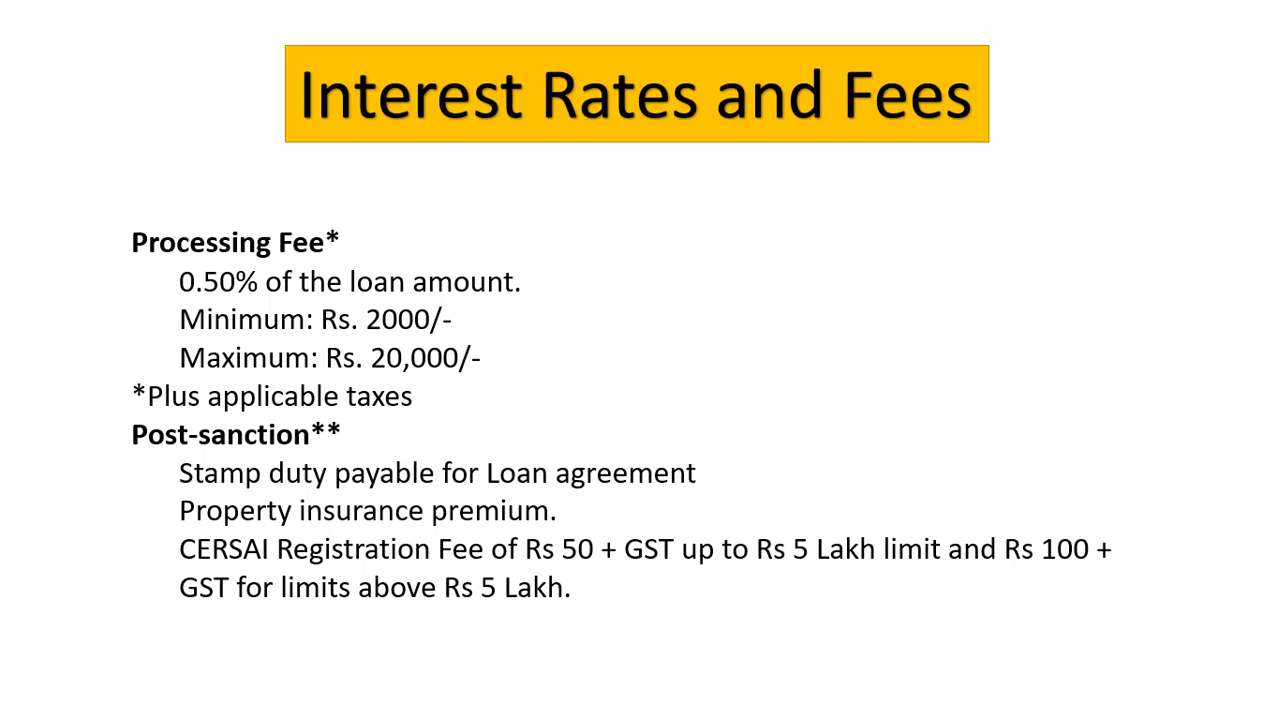 Interest Rates and Fees
Processing Fee*
0.50% of the loan amount.
Minimum: Rs. 2000/-
Maximum: Rs. 20,000/-
*Plus applicable taxes
Post-sanction**
Stamp duty payable for Loan agreement
Property insurance premium.
CERSAI Registration Fee of Rs 50 + GST up to Rs 5 Lakh limit and Rs 100 +
GST for limits above Rs 5 Lakh.